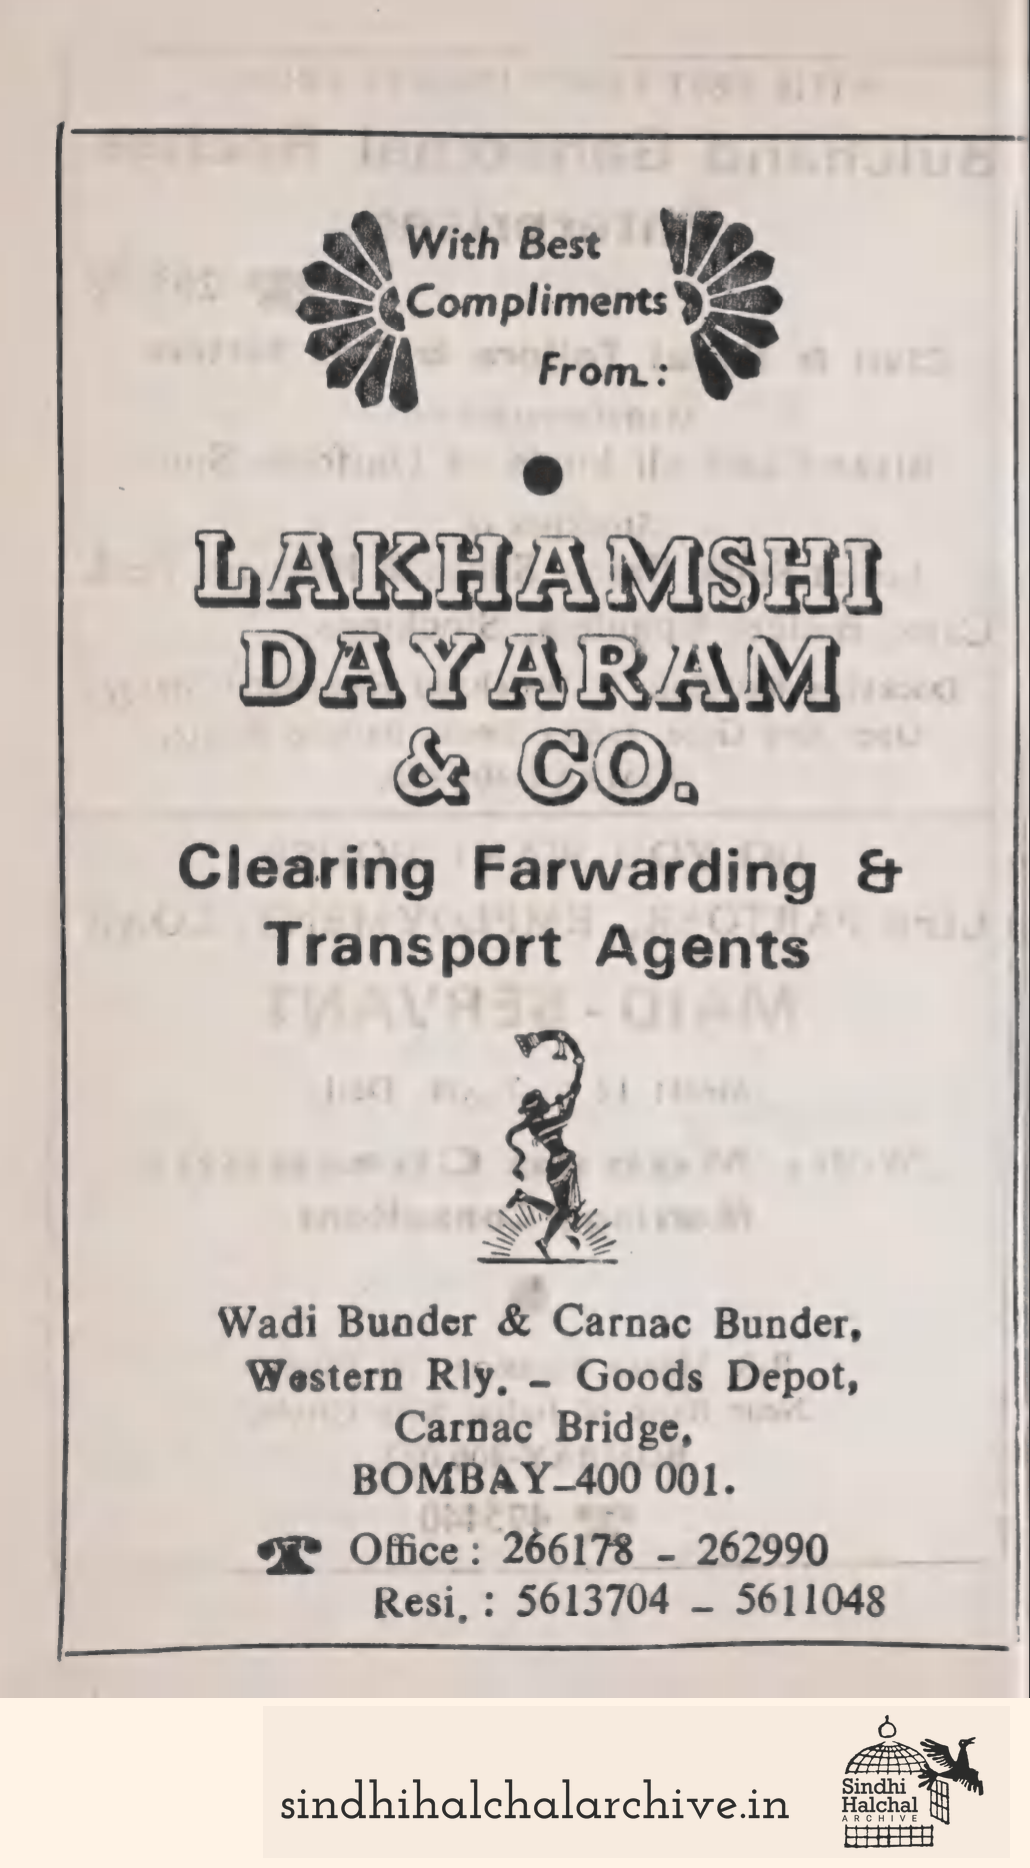 With Best
Compliments
From :
LAKHAMSHI
DAYARAM
& CO.
Clearing Farwarding &
Transport Agents
Wadi Bunder & Carnac Bunder,
Western Rly. – Goods Depot,
Carnac Bridge,
BOMBAY–400 001.
Office : 266178 – 262990
Resi. : 5613704 – 5611048
sindhihalchalarchive.in
Sindhi
Halchal
ARCHIVE